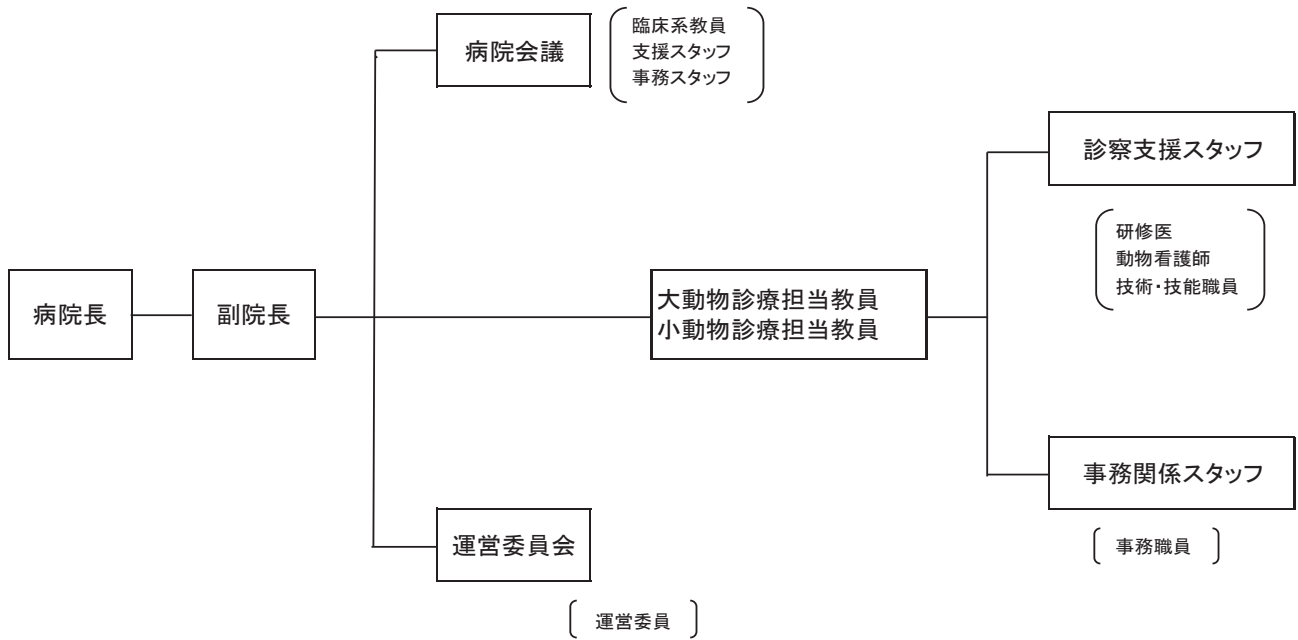 病院会議
臨床系教員
支援スタッフ
事務スタッフ
診察支援スタッフ
研修医
動物看護師
技術・技能職員
病院長
副院長
大動物診療担当教員
小動物診療担当教員
事務関係スタッフ
事務職員
運営委員会
運営委員